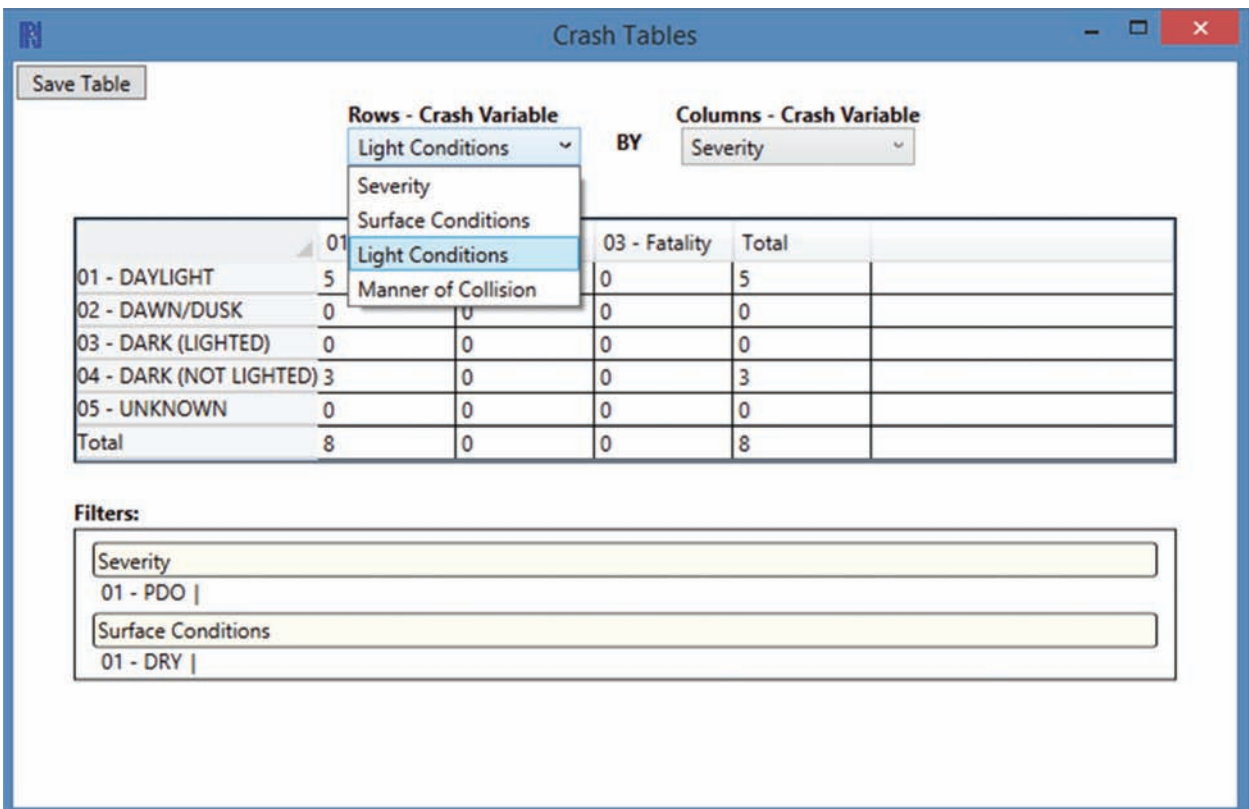 Crash Tables
Save Table
Rows - Crash Variable
Columns - Crash Variable
Light Conditions
BY
Severity
Severity
Surface Conditions
Light Conditions
Manner of Collision
01 03 - Fatality Total
01 - DAYLIGHT 5 0 5
02 - DAWN/DUSK 0 0 0 0
03 - DARK (LIGHTED) 0 0 0 0
04 - DARK (NOT LIGHTED) 3 0 0 3
05 - UNKNOWN 0 0 0 0
Total 8 0 0 8
Filters:
Severity
01 - PDO |
Surface Conditions
01 - DRY |